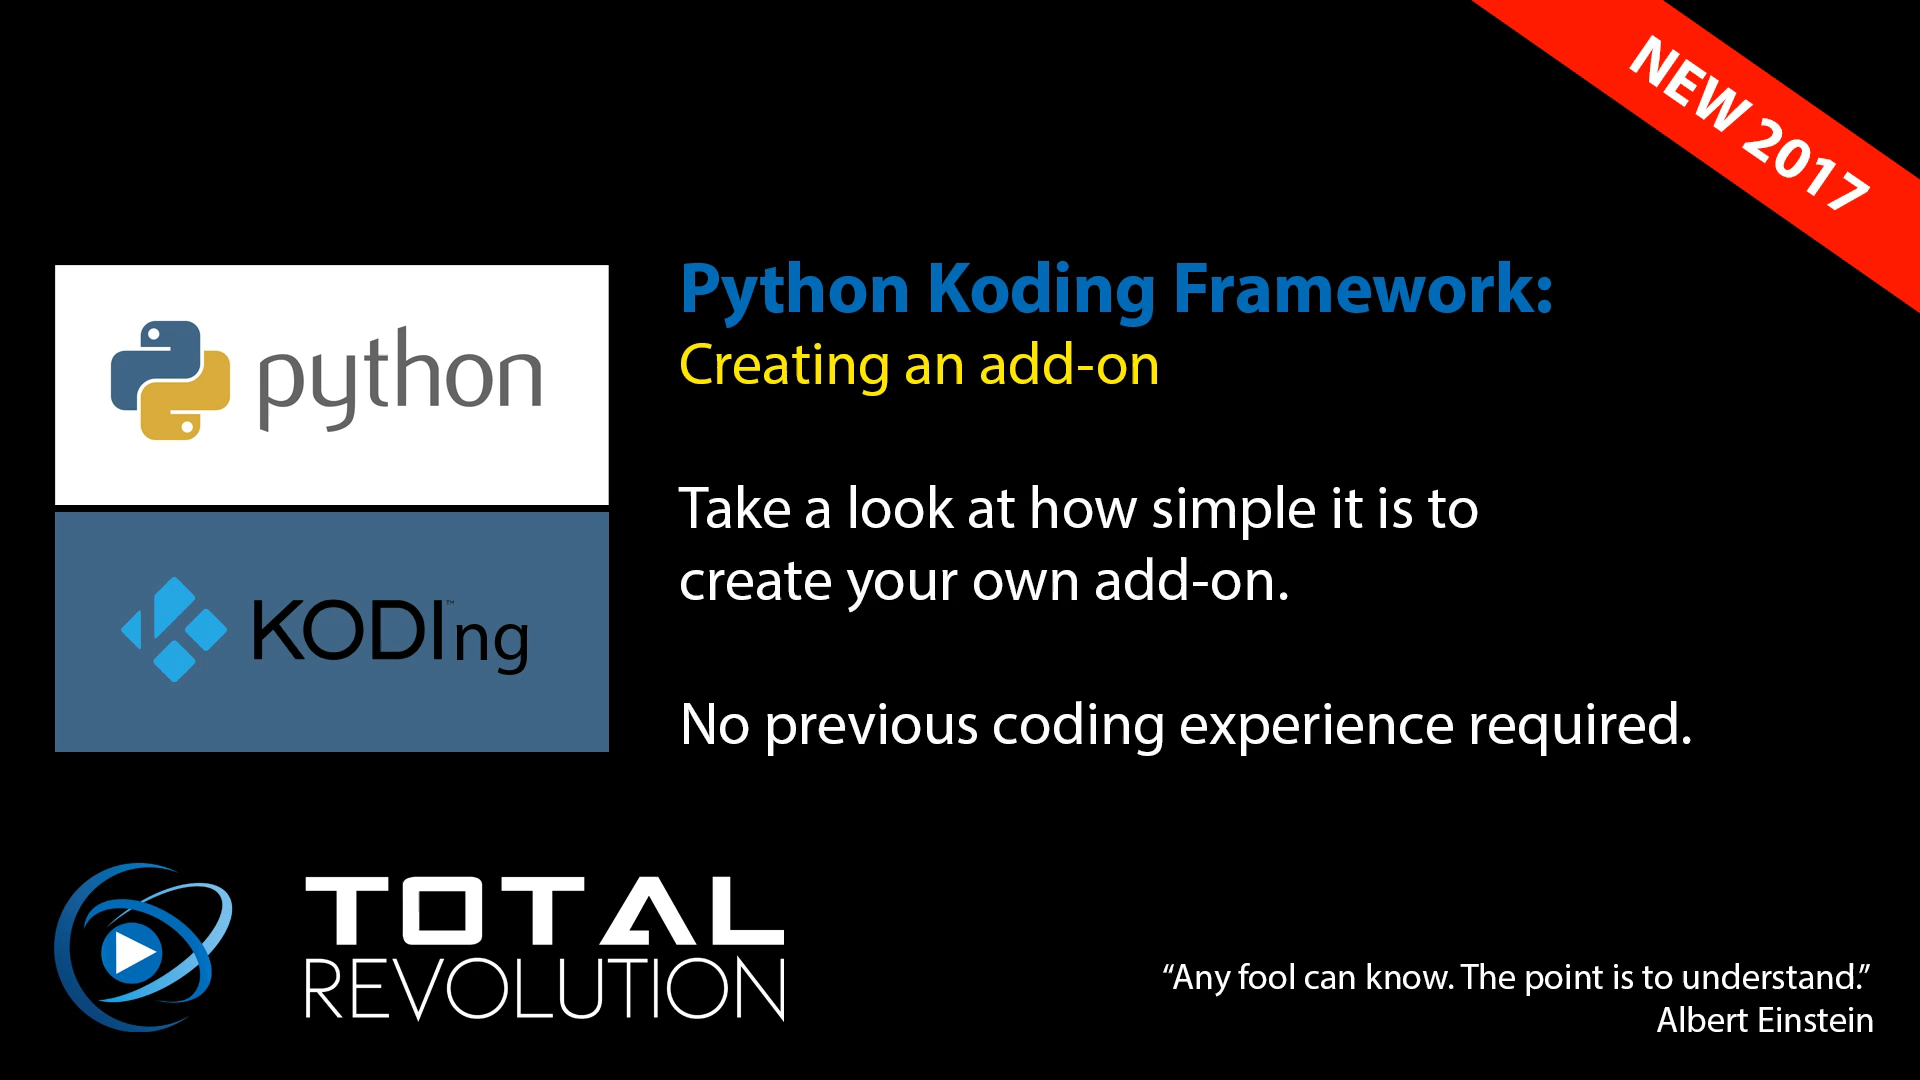 NEW 2017
python
KODI™ng
Python Koding Framework:
Creating an add-on
Take a look at how simple it is to
create your own add-on.
No previous coding experience required.
TOTAL
REVOLUTION
“Any fool can know. The point is to understand.”
Albert Einstein